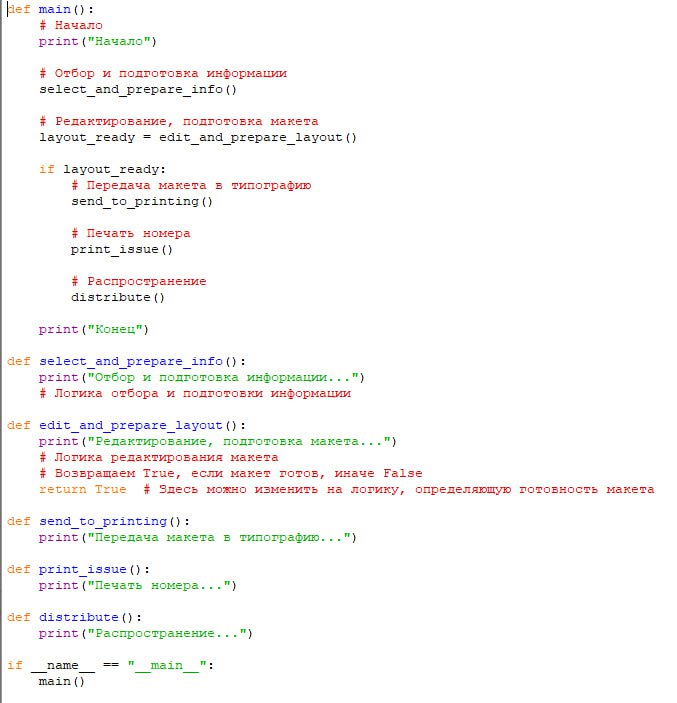 def main():
    # Начало
    print("Начало")

    # Отбор и подготовка информации
    select_and_prepare_info()

    # Редактирование, подготовка макета
    layout_ready = edit_and_prepare_layout()

    if layout_ready:
        # Передача макета в типографию
        send_to_printing()

        # Печать номера
        print_issue()

        # Распространение
        distribute()

    print("Конец")

def select_and_prepare_info():
    print("Отбор и подготовка информации...")
    # Логика отбора и подготовки информации

def edit_and_prepare_layout():
    print("Редактирование, подготовка макета...")
    # Логика редактирования макета
    # Возвращаем True, если макет готов, иначе False
    return True  # Здесь можно изменить на логику, определяющую готовность макета

def send_to_printing():
    print("Передача макета в типографию...")

def print_issue():
    print("Печать номера...")

def distribute():
    print("Распространение...")

if __name__ == "__main__":
    main()